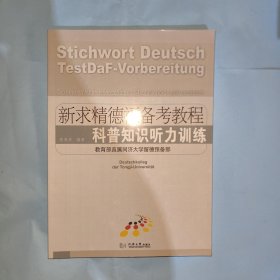 Stichwort Deutsch
TestDaF-Vorbereitung
新求精德语备考教程
科普知识听力训练
教育部直属同济大学留德预备部
Deutschkolleg
der Tongji-Universität